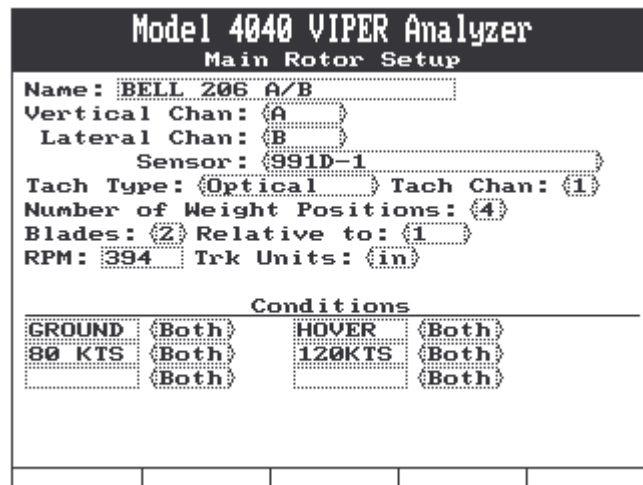 Model 4040 VIPER Analyzer
Main Rotor Setup
Name: BELL 206 A/B
Vertical Chan: {A }
Lateral Chan: {B }
Sensor: {991D-1 }
Tach Type: {Optical } Tach Chan: {1}
Number of Weight Positions: {4}
Blades: {2} Relative to: {1 }
RPM: 394 Trk Units: {in}
Conditions
GROUND {Both} HOVER {Both}
80 KTS {Both} 120KTS {Both}
{Both} {Both}